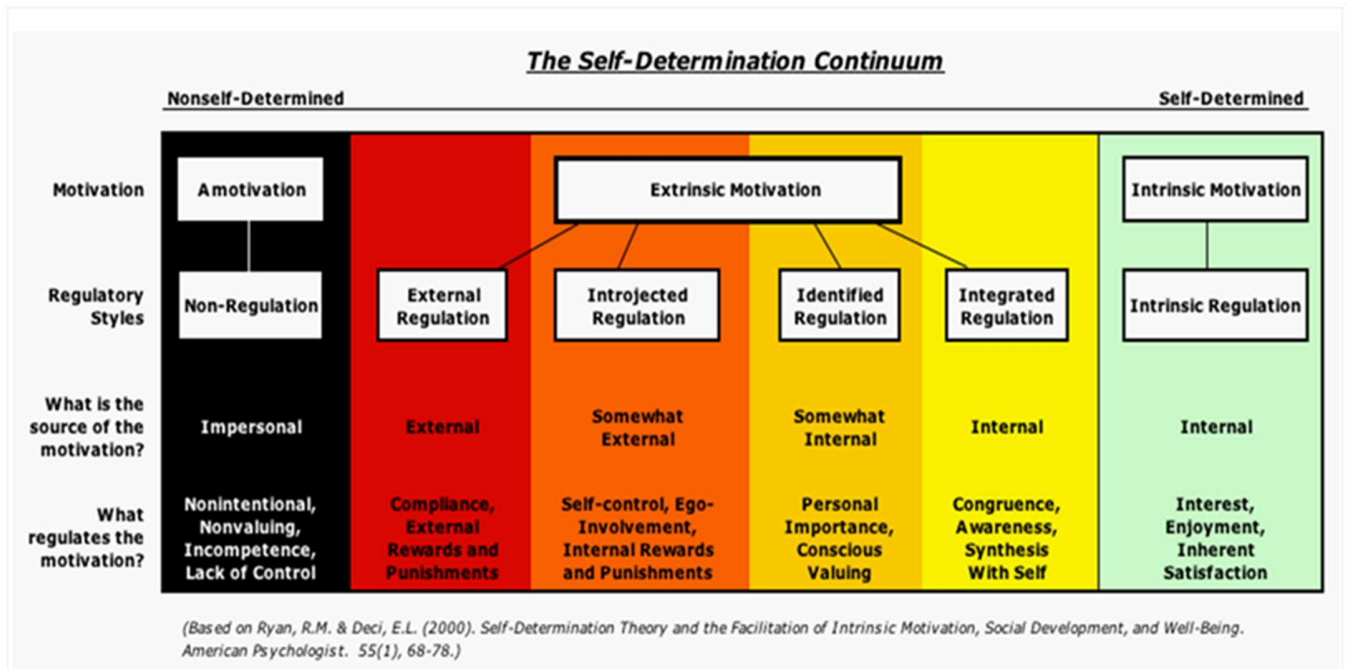 The Self-Determination Continuum
Nonself-Determined
Self-Determined
Motivation
Amotivation
Extrinsic Motivation
Intrinsic Motivation
Regulatory
Styles
Non-Regulation
External
Regulation
Introjected
Regulation
Identified
Regulation
Integrated
Regulation
Intrinsic Regulation
What is the
source of the
motivation?
Impersonal
External
Somewhat
External
Somewhat
Internal
Internal
Internal
What
regulates the
motivation?
Nonintentional,
Nonvaluing,
Incompetence,
Lack of Control
Compliance,
External
Rewards and
Punishments
Self-control, Ego-
Involvement,
Internal Rewards
and Punishments
Personal
Importance,
Conscious
Valuing
Congruence,
Awareness,
Synthesis
With Self
Interest,
Enjoyment,
Inherent
Satisfaction
(Based on Ryan, R.M. & Deci, E.L. (2000). Self-Determination Theory and the Facilitation of Intrinsic Motivation, Social Development, and Well-Being.
American Psychologist. 55(1), 68-78.)